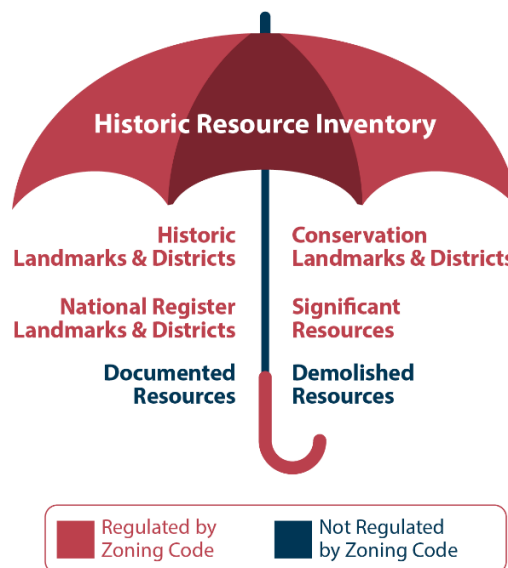 Historic Resource Inventory
Historic
Landmarks & Districts
Conservation
Landmarks & Districts
National Register
Landmarks & Districts
Significant
Resources
Documented
Resources
Demolished
Resources
Regulated by
Zoning Code
Not Regulated
by Zoning Code